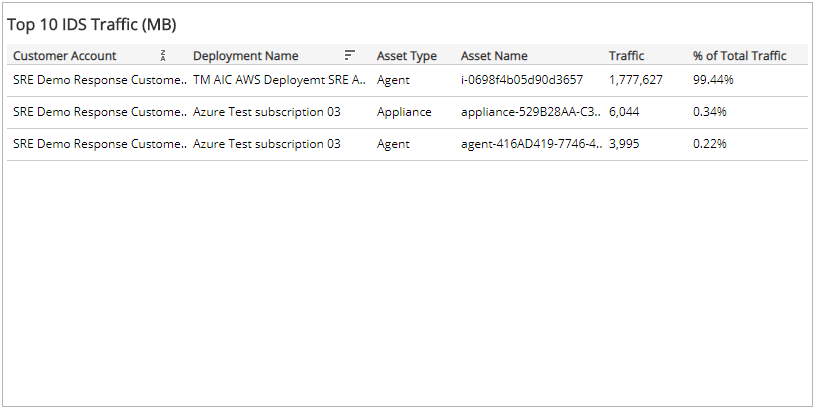 Top 10 IDS Traffic (MB)
Customer Account Deployment Name Asset Type Asset Name Traffic % of Total Traffic
SRE Demo Response Custome.. TM AIC AWS Deployemt SRE A.. Agent i-0698f4b05d90d3657 1,777,627 99.44%
SRE Demo Response Custome.. Azure Test subscription 03 Appliance appliance-529B28AA-C3.. 6,044 0.34%
SRE Demo Response Custome.. Azure Test subscription 03 Agent agent-416AD419-7746-4.. 3,995 0.22%